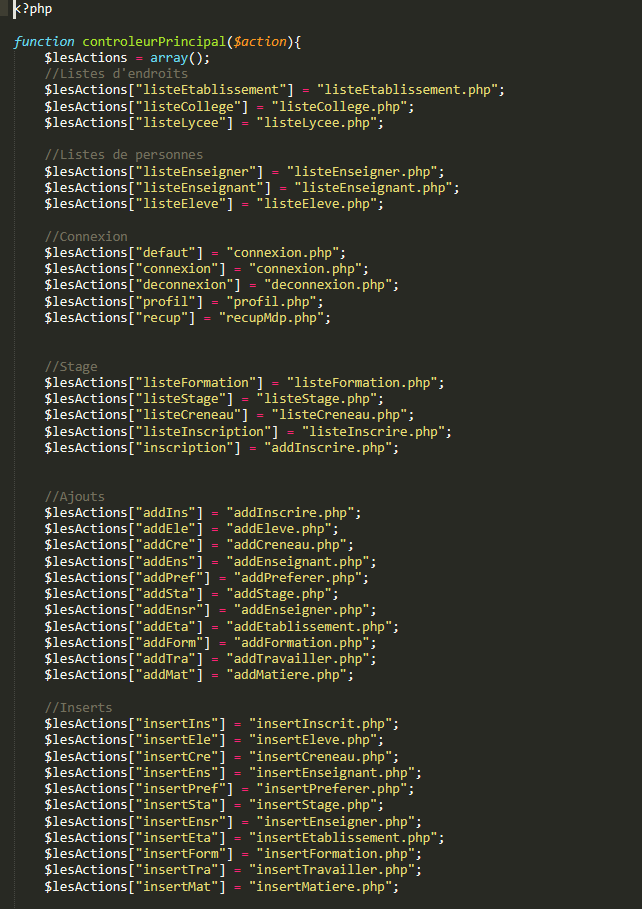 <?php
function controleurPrincipal($action){
$lesActions = array();
//Listes d'endroits
$lesActions["listeEtablissement"] = "listeEtablissement.php";
$lesActions["listeCollege"] = "listeCollege.php";
$lesActions["listeLycee"] = "listeLycee.php";
//Listes de personnes
$lesActions["listeEnseigner"] = "listeEnseigner.php";
$lesActions["listeEnseignant"] = "listeEnseignant.php";
$lesActions["listeEleve"] = "listeEleve.php";
//Connexion
$lesActions["defaut"] = "connexion.php";
$lesActions["connexion"] = "connexion.php";
$lesActions["deconnexion"] = "deconnexion.php";
$lesActions["profil"] = "profil.php";
$lesActions["recup"] = "recupMdp.php";
//Stage
$lesActions["listeFormation"] = "listeFormation.php";
$lesActions["listeStage"] = "listeStage.php";
$lesActions["listeCreneau"] = "listeCreneau.php";
$lesActions["listeInscription"] = "listeInscrire.php";
$lesActions["inscription"] = "addInscrire.php";
//Ajouts
$lesActions["addIns"] = "addInscrire.php";
$lesActions["addEle"] = "addEleve.php";
$lesActions["addCre"] = "addCreneau.php";
$lesActions["addEns"] = "addEnseignant.php";
$lesActions["addPref"] = "addPreferer.php";
$lesActions["addSta"] = "addStage.php";
$lesActions["addEnsr"] = "addEnseigner.php";
$lesActions["addEta"] = "addEtablissement.php";
$lesActions["addForm"] = "addFormation.php";
$lesActions["addTra"] = "addTravailler.php";
$lesActions["addMat"] = "addMatiere.php";
//Inserts
$lesActions["insertIns"] = "insertInscrit.php";
$lesActions["insertEle"] = "insertEleve.php";
$lesActions["insertCre"] = "insertCreneau.php";
$lesActions["insertEns"] = "insertEnseignant.php";
$lesActions["insertPref"] = "insertPreferer.php";
$lesActions["insertSta"] = "insertStage.php";
$lesActions["insertEnsr"] = "insertEnseigner.php";
$lesActions["insertEta"] = "insertEtablissement.php";
$lesActions["insertForm"] = "insertFormation.php";
$lesActions["insertTra"] = "insertTravailler.php";
$lesActions["insertMat"] = "insertMatiere.php";